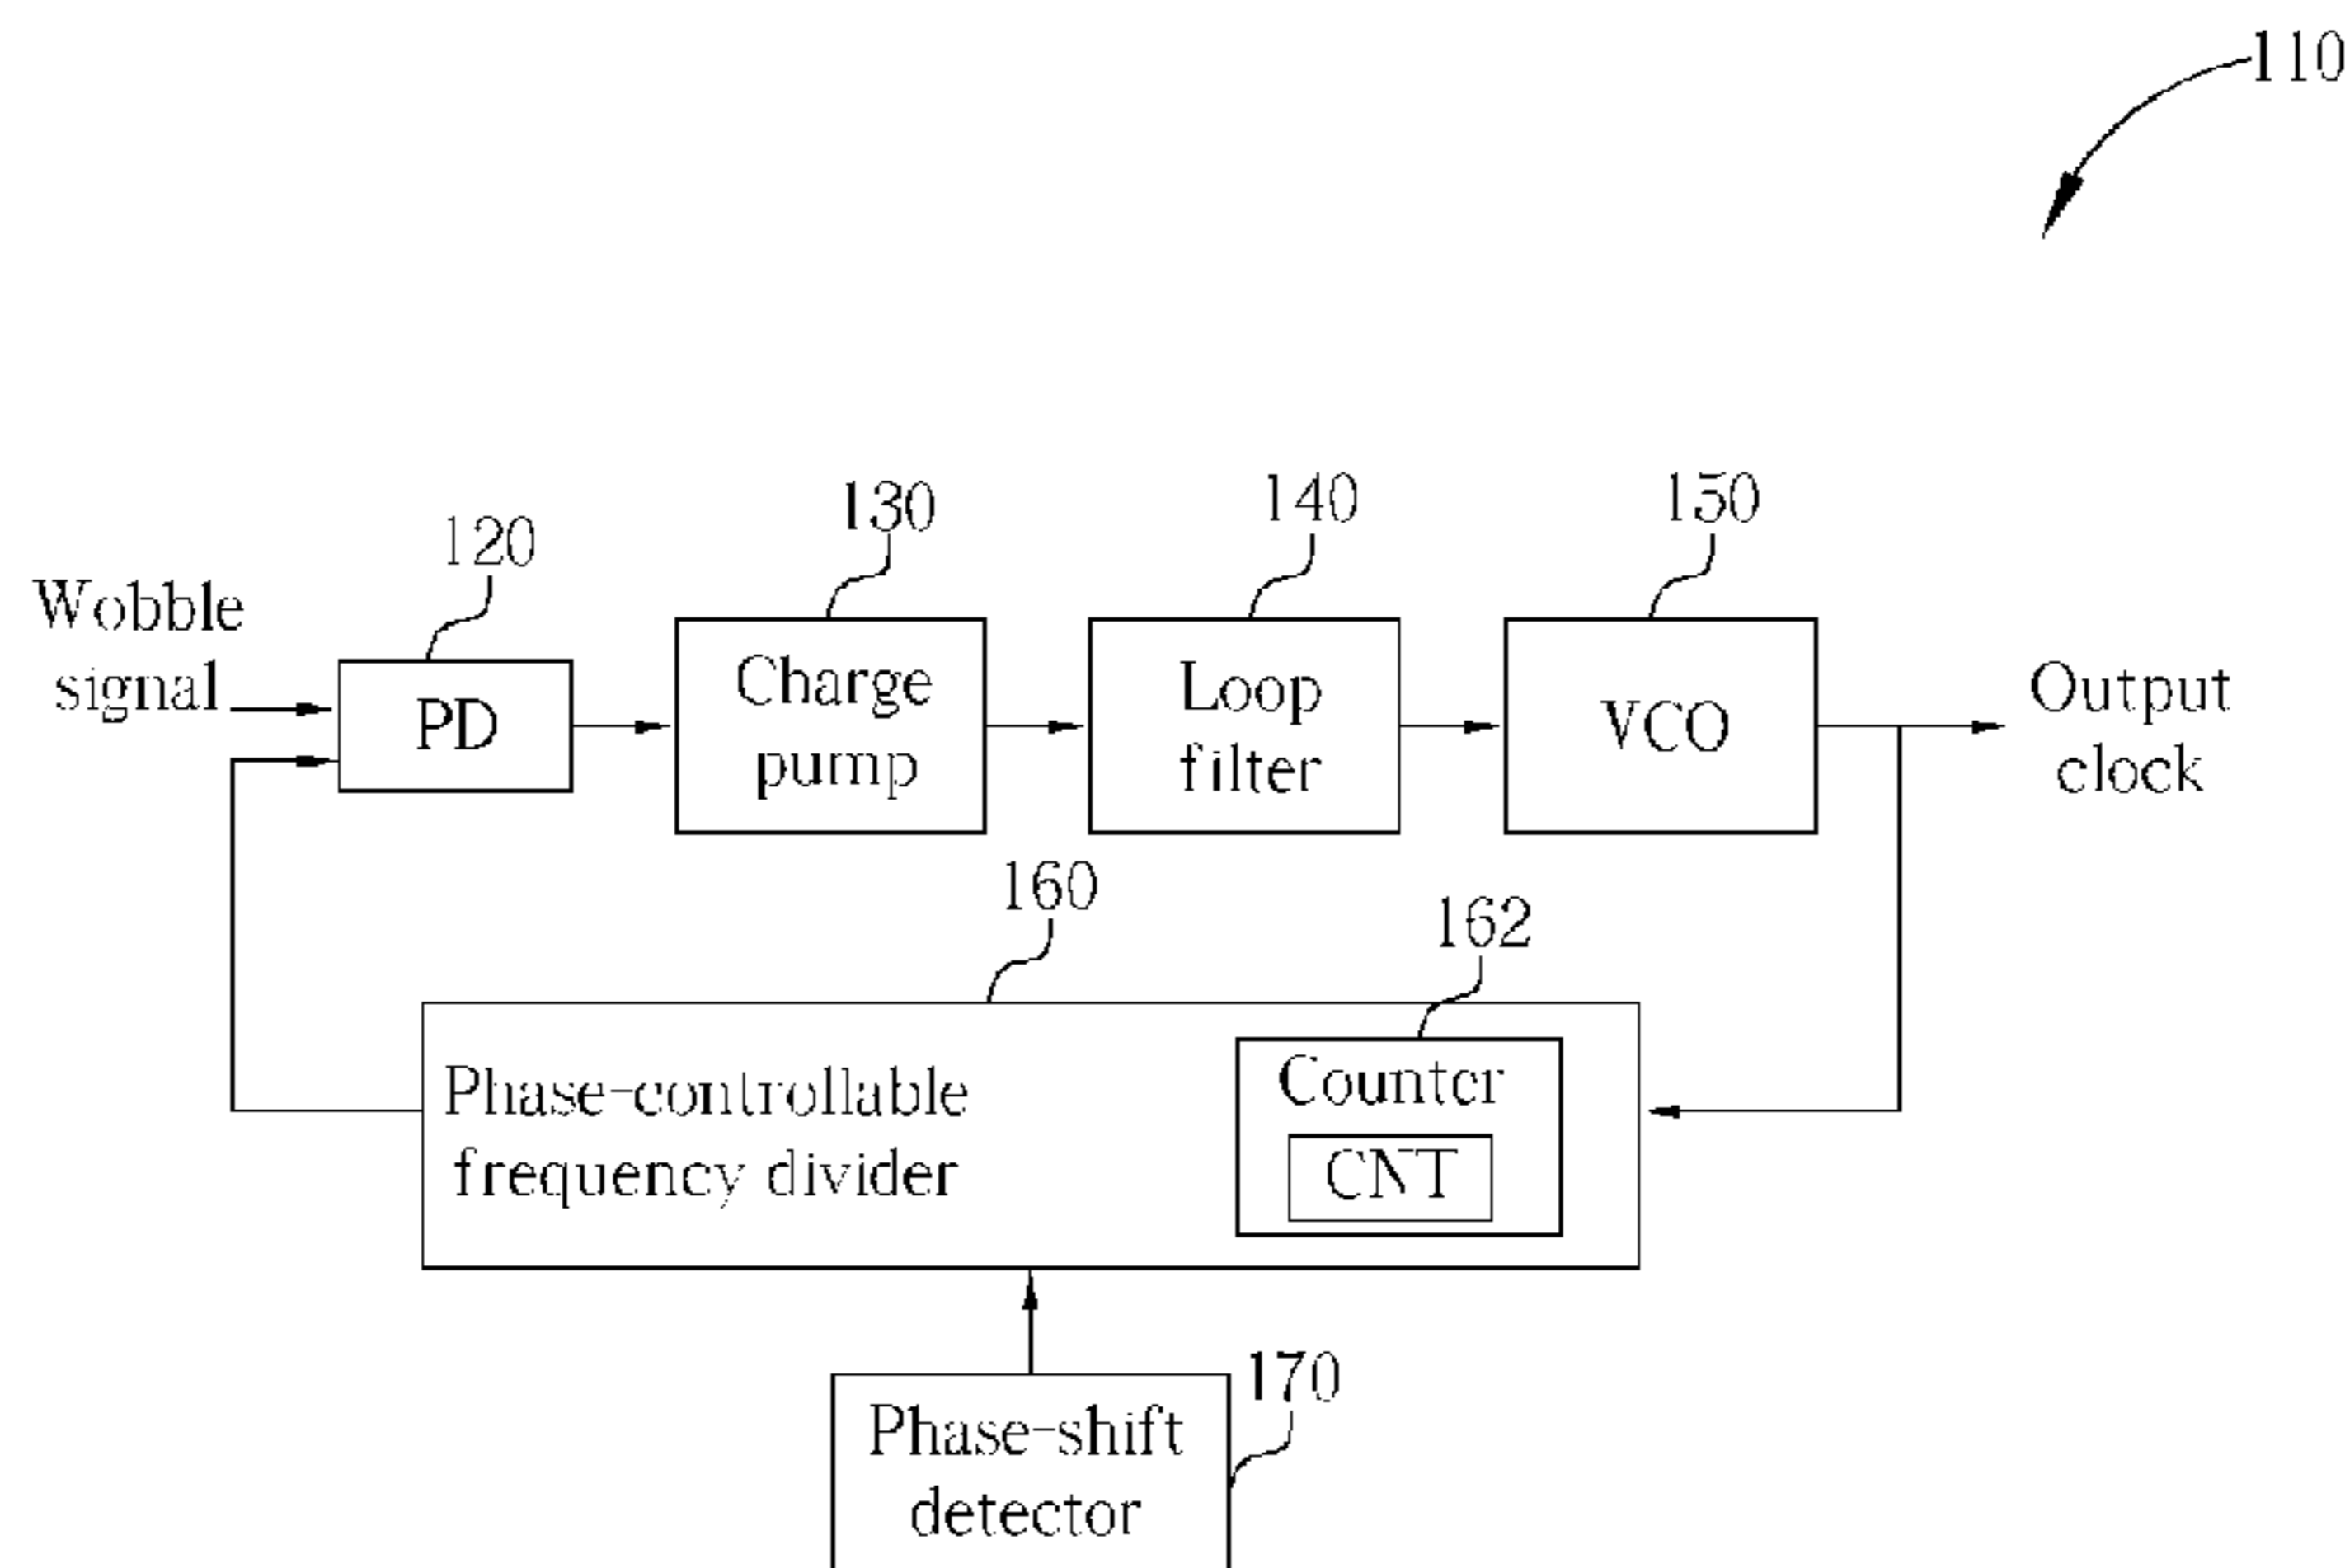 110
130
140
150
120
Wobble
signal
PD
Charge
pump
Loop
filter
VCO
Output
clock
160
162
Phase-controllable
frequency divider
Counter
CNT
170
Phase-shift
detector